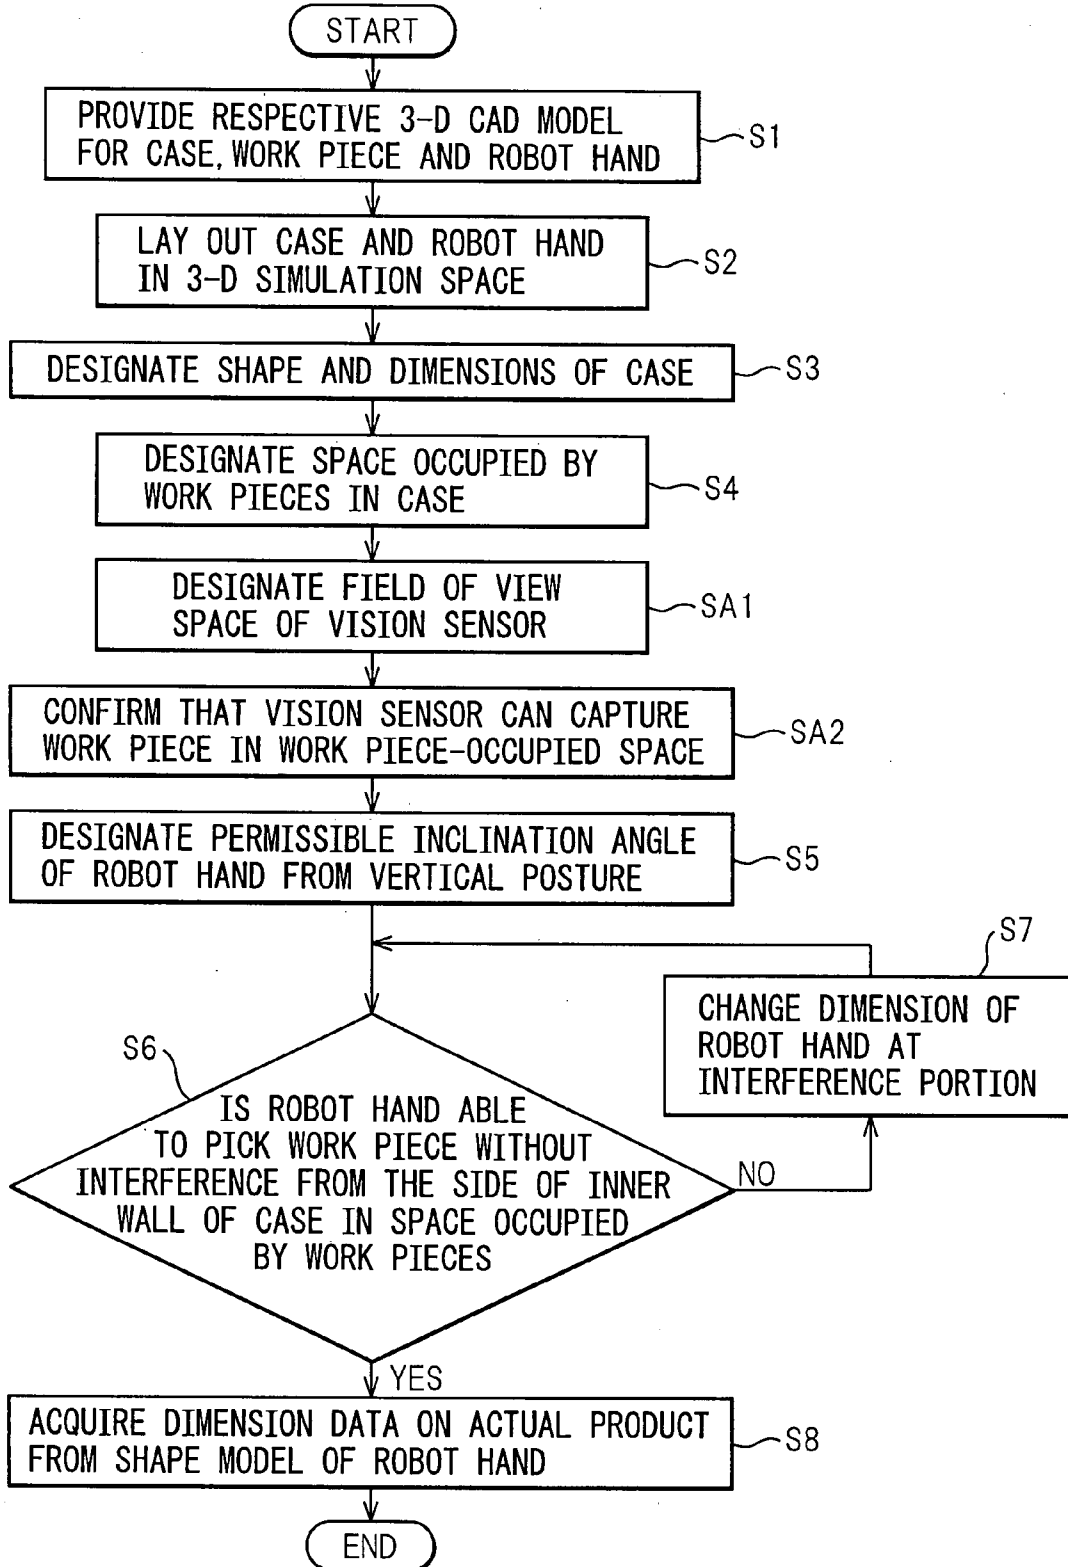 START
PROVIDE RESPECTIVE 3-D CAD MODEL
FOR CASE, WORK PIECE AND ROBOT HAND
S1
LAY OUT CASE AND ROBOT HAND
IN 3-D SIMULATION SPACE
S2
DESIGNATE SHAPE AND DIMENSIONS OF CASE
S3
DESIGNATE SPACE OCCUPIED BY
WORK PIECES IN CASE
S4
DESIGNATE FIELD OF VIEW
SPACE OF VISION SENSOR
SA1
CONFIRM THAT VISION SENSOR CAN CAPTURE
WORK PIECE IN WORK PIECE-OCCUPIED SPACE
SA2
DESIGNATE PERMISSIBLE INCLINATION ANGLE
OF ROBOT HAND FROM VERTICAL POSTURE
S5
S7
CHANGE DIMENSION OF
ROBOT HAND AT
INTERFERENCE PORTION
S6
IS ROBOT HAND ABLE
TO PICK WORK PIECE WITHOUT
INTERFERENCE FROM THE SIDE OF INNER
WALL OF CASE IN SPACE OCCUPIED
BY WORK PIECES
NO
YES
ACQUIRE DIMENSION DATA ON ACTUAL PRODUCT
FROM SHAPE MODEL OF ROBOT HAND
S8
END